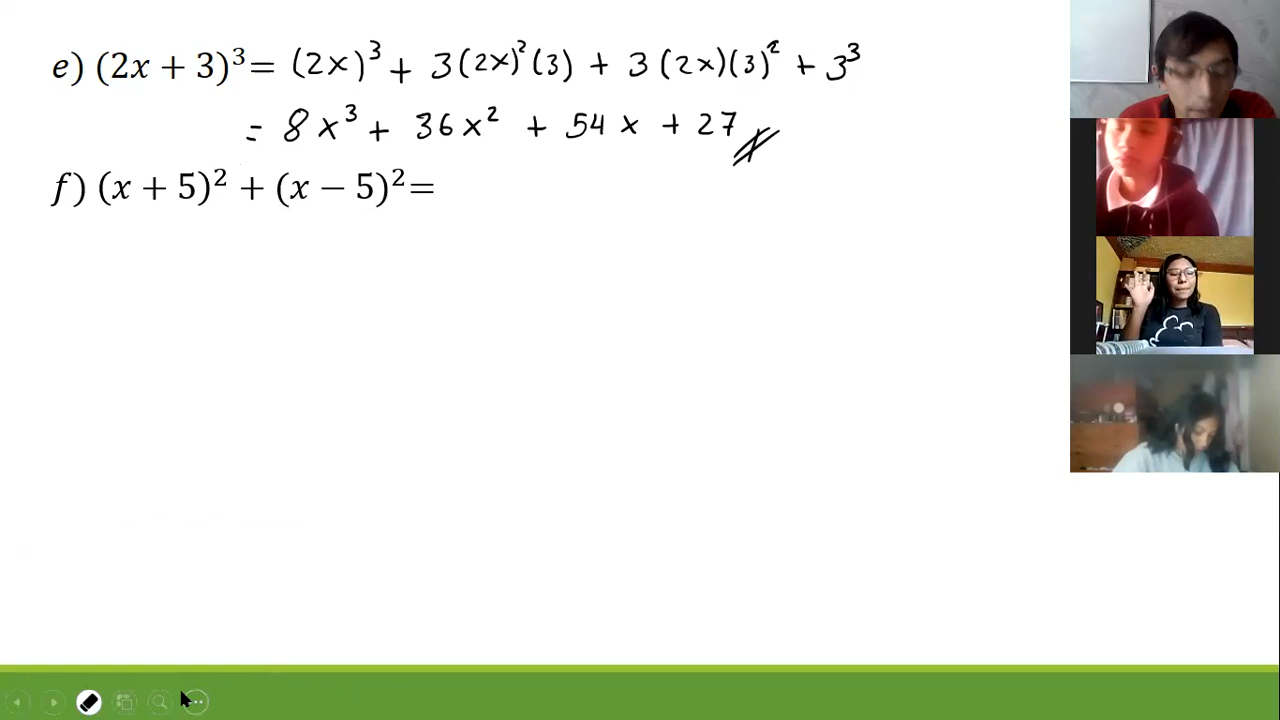 e) (2x + 3)³= (2x)³ + 3(2x)²(3) + 3(2x)(3)² + 3³
= 8x³ + 36x² + 54x + 27
f) (x + 5)² + (x − 5)²=